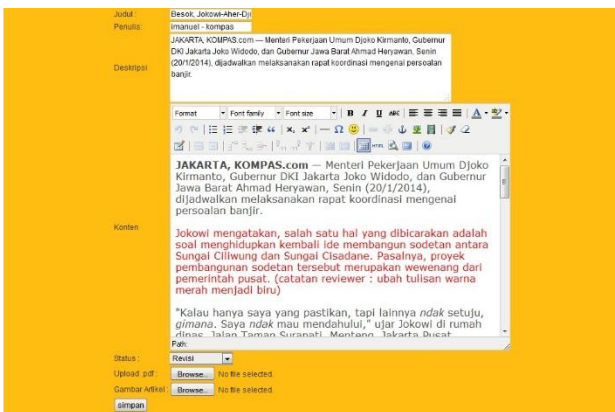 Judul :
Besok, Jokowi-Aher-Dj
Penulis:
imanuel - kompas
Deskripsi
JAKARTA, KOMPAS.com — Menteri Pekerjaan Umum Djoko Kirmanto, Gubernur
DKI Jakarta Joko Widodo, dan Gubernur Jawa Barat Ahmad Heryawan, Senin
(20/1/2014), dijadwalkan melaksanakan rapat koordinasi mengenai persoalan
banjir.
Format Font family Font size B I U ABC
HTML
Konten
JAKARTA, KOMPAS.com — Menteri Pekerjaan Umum Djoko
Kirmanto, Gubernur DKI Jakarta Joko Widodo, dan Gubernur
Jawa Barat Ahmad Heryawan, Senin (20/1/2014),
dijadwalkan melaksanakan rapat koordinasi mengenai
persoalan banjir.
Jokowi mengatakan, salah satu hal yang dibicarakan adalah
soal menghidupkan kembali ide membangun sodetan antara
Sungai Ciliwung dan Sungai Cisadane. Pasalnya, proyek
pembangunan sodetan tersebut merupakan wewenang dari
pemerintah pusat. (catatan reviewer : ubah tulisan warna
merah menjadi biru)
"Kalau hanya saya yang pastikan, tapi lainnya ndak setuju,
gimana. Saya ndak mau mendahului," ujar Jokowi di rumah
dinas, Jalan Taman Suropati, Menteng, Jakarta Pusat
Path:
Status :
Revisi
Upload .pdf :
Browse... No file selected.
Gambar Artikel :
Browse... No file selected.
simpan